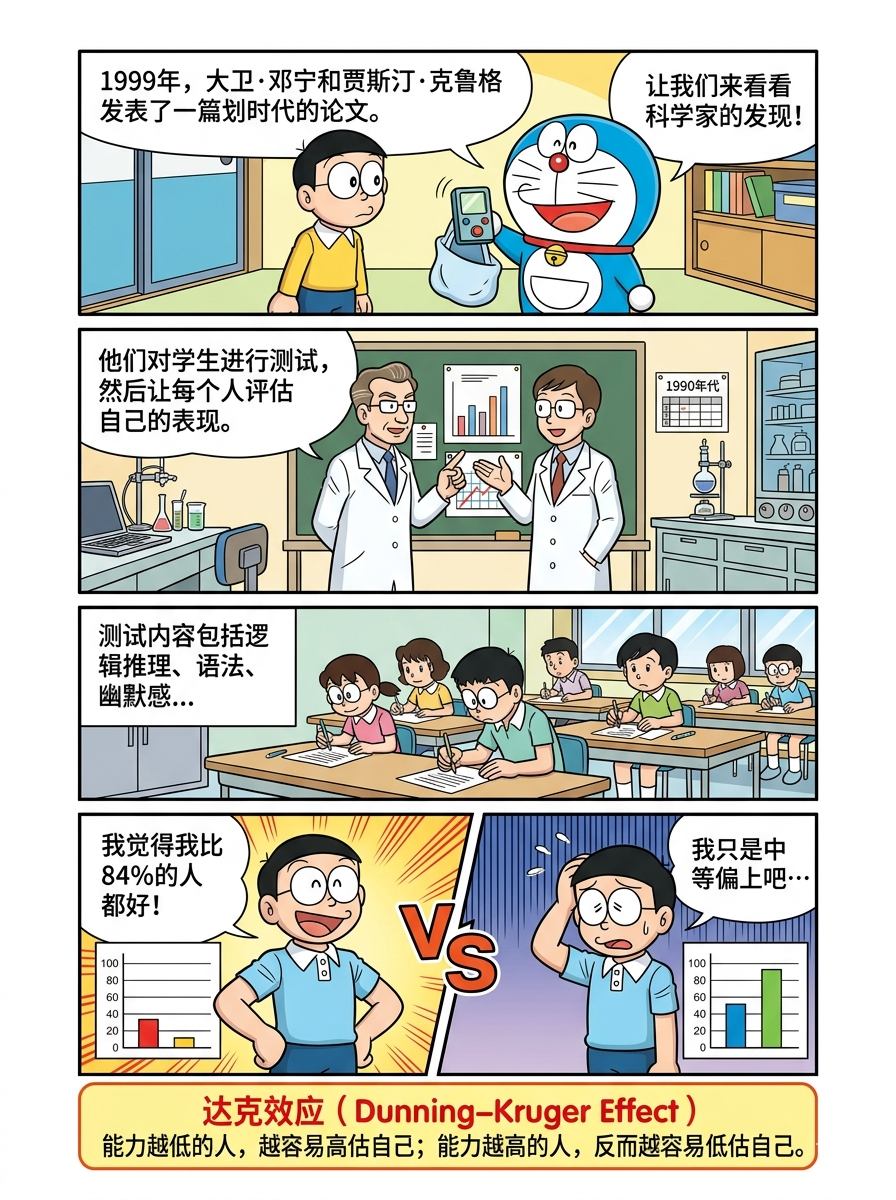 1999年，大卫·邓宁和贾斯汀·克鲁格
发表了一篇划时代的论文。
让我们来看看
科学家的发现！
他们对学生进行测试，
然后让每个人评估
自己的表现。
1990年代
测试内容包括逻
辑推理、语法、
幽默感...
我觉得我比
84%的人
都好！
100
80
60
40
20
0
VS
我只是中
等偏上吧…
100
80
60
40
20
0
达克效应（Dunning–Kruger Effect）
能力越低的人，越容易高估自己；能力越高的人，反而越容易低估自己。